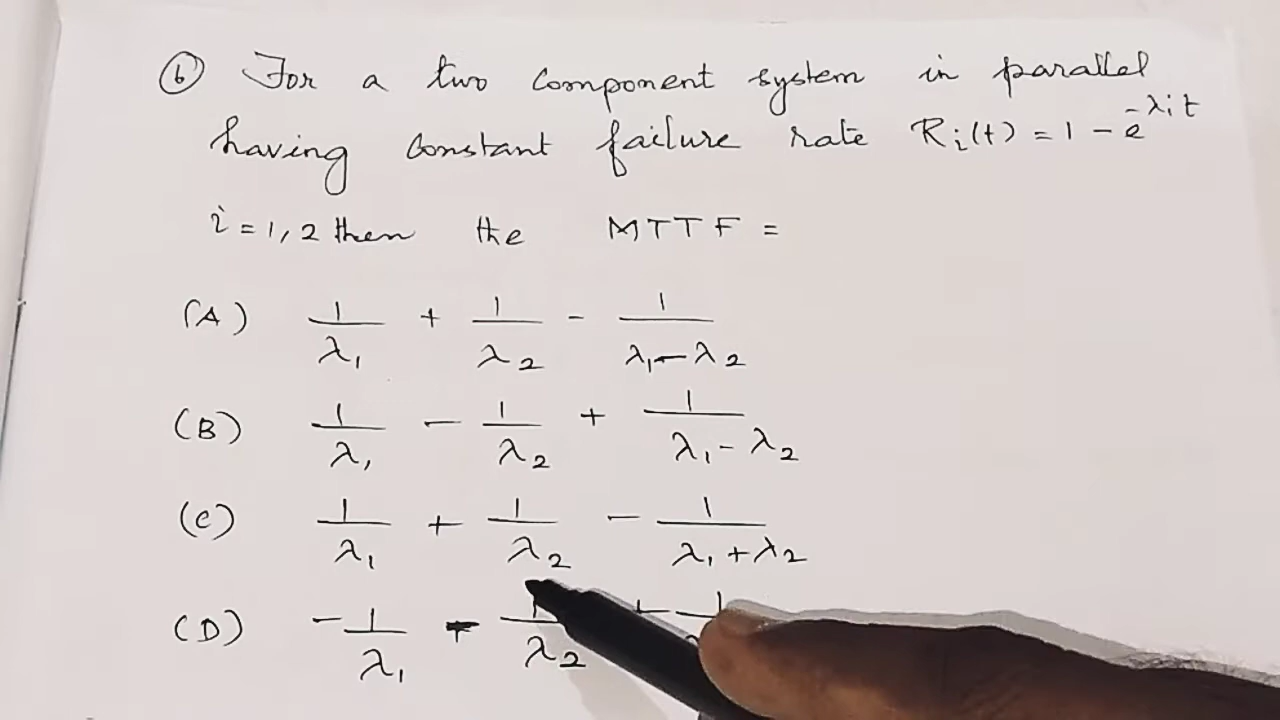 ⑥ For a two component system in parallel
having constant failure rate Rᵢ(t) = 1 - e^-λit
i = 1, 2 then the MTTF =
(A) 1/λ₁ + 1/λ₂ - 1/λ₁-λ₂
(B) 1/λ₁ - 1/λ₂ + 1/λ₁-λ₂
(C) 1/λ₁ + 1/λ₂ - 1/λ₁+λ₂
(D) -1/λ₁ - 1/λ₂